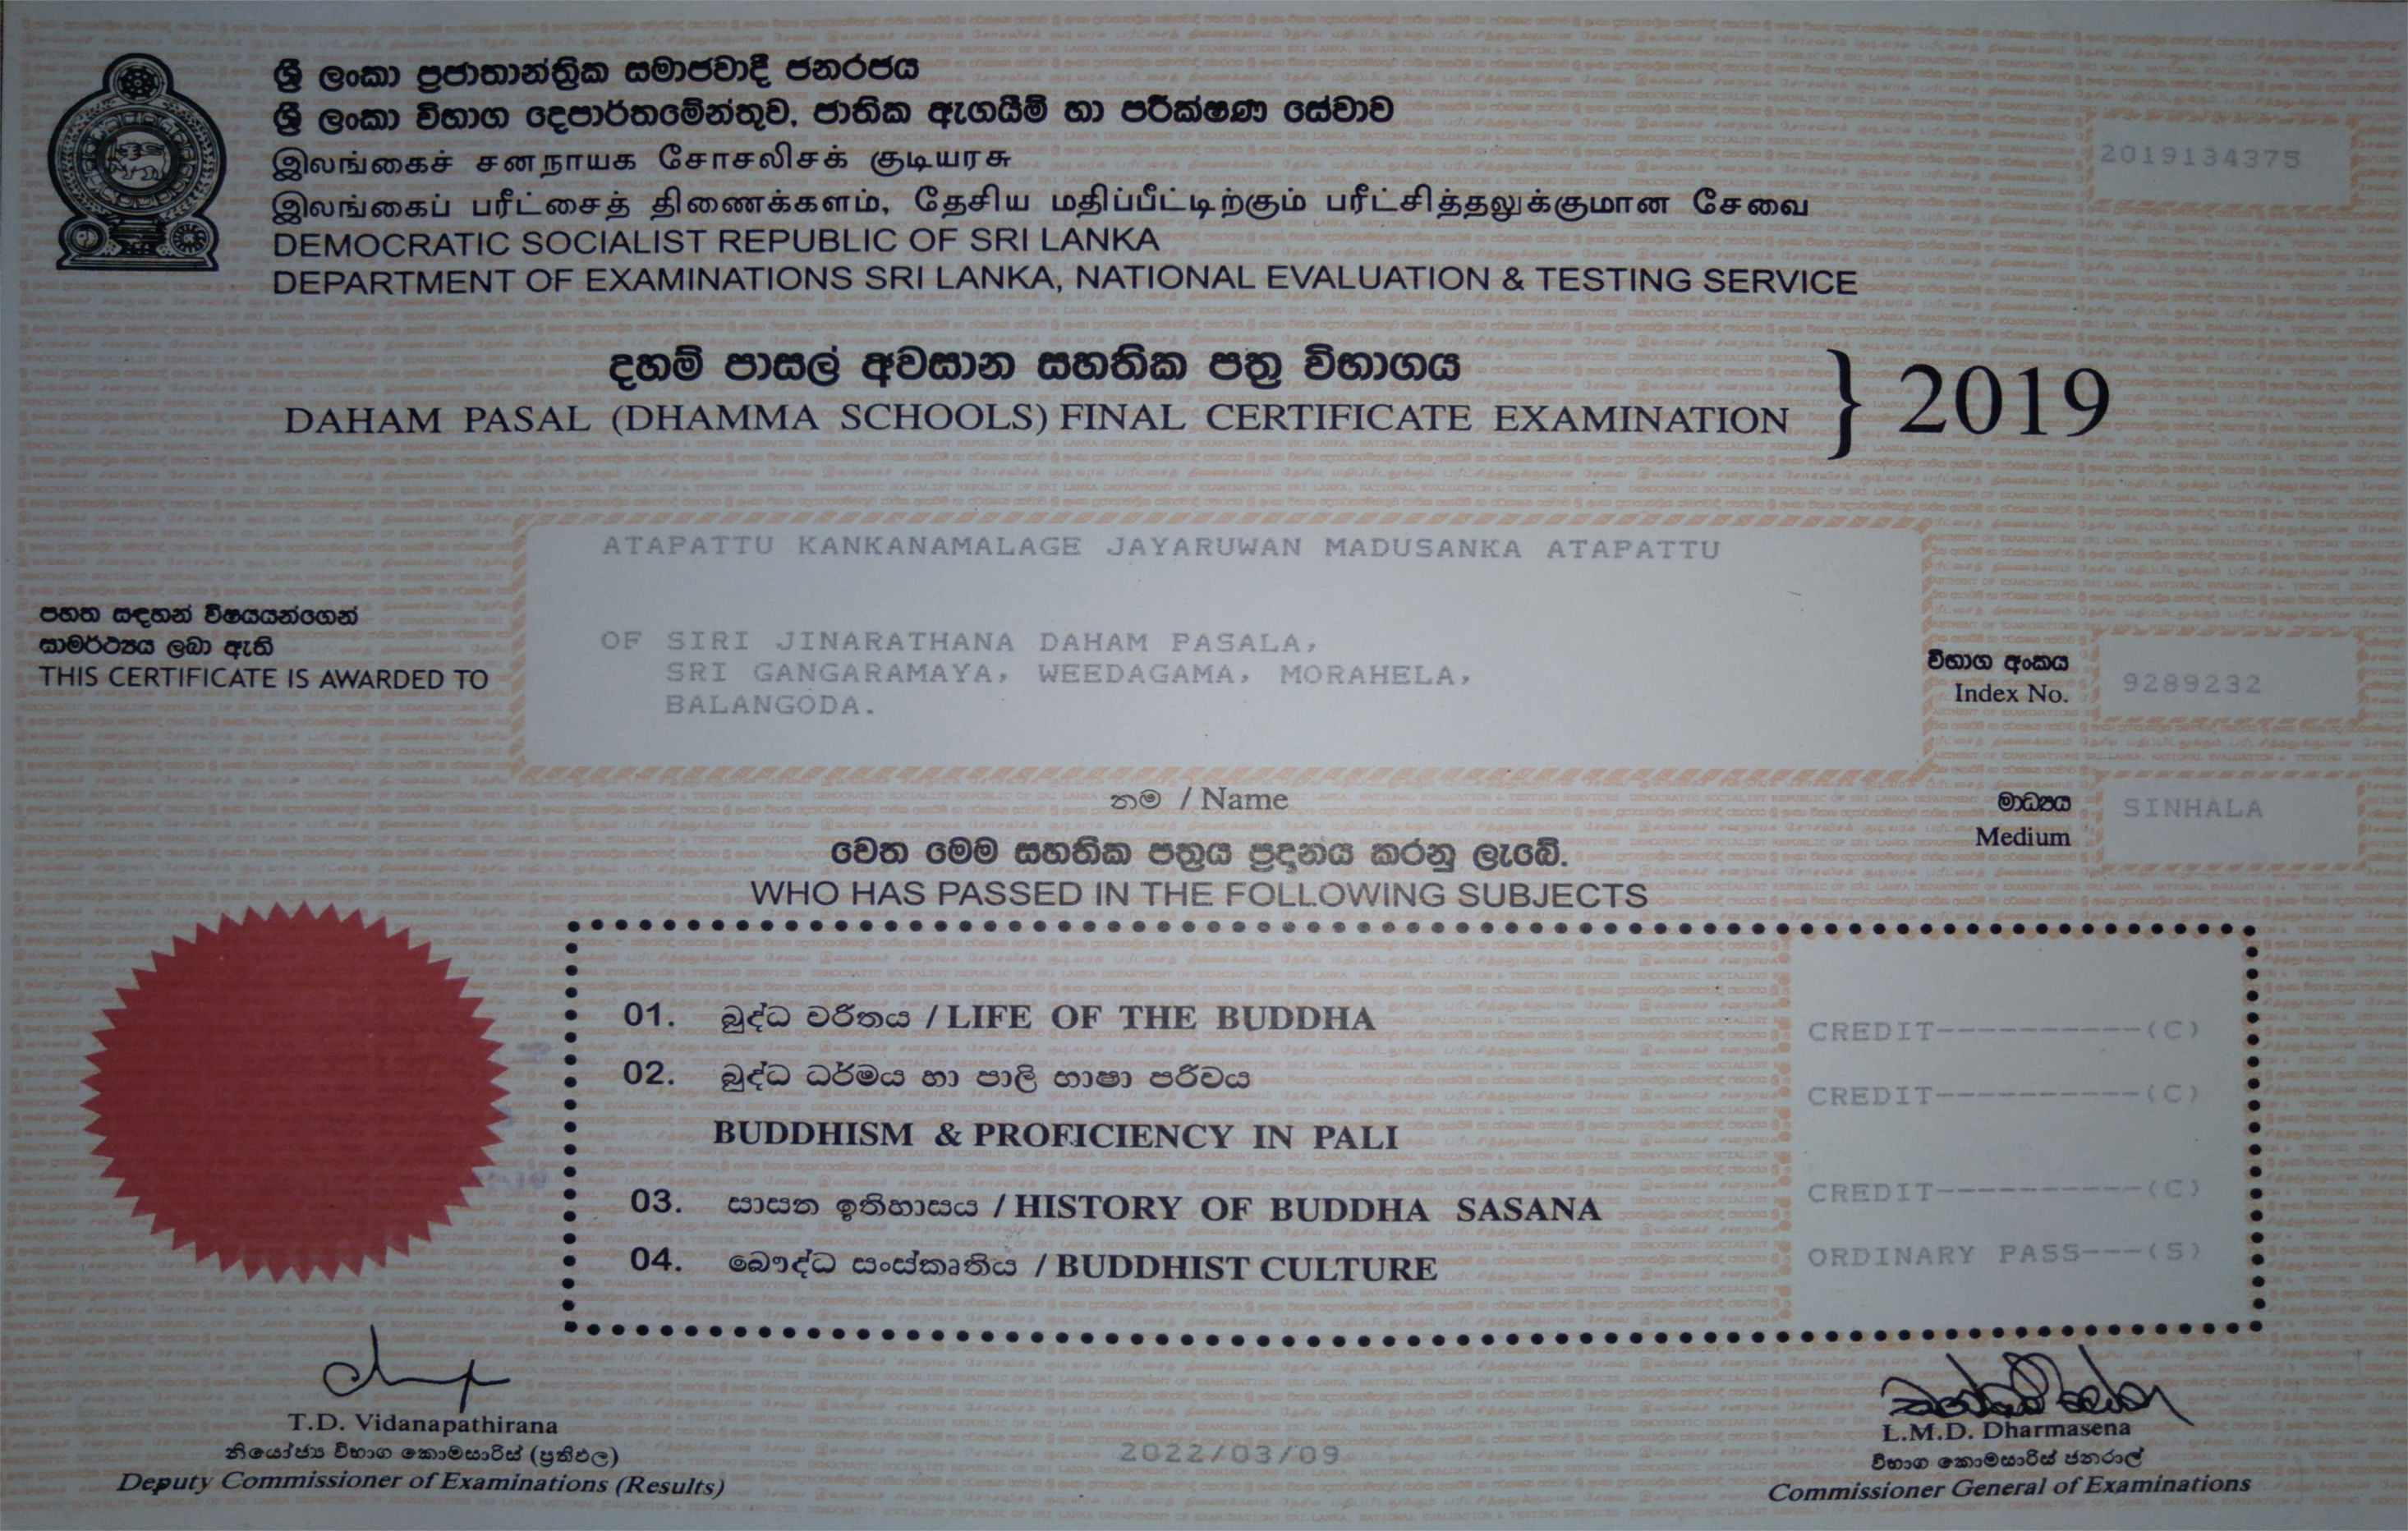 ශ්‍රී ලංකා ප්‍රජාතාන්ත්‍රික සමාජවාදී ජනරජය
ශ්‍රී ලංකා විභාග දෙපාර්තමේන්තුව, ජාතික ඇගයීම් හා පරීක්ෂණ සේවාව
இலங்கைச் சனநாயக சோசலிசக் குடியரசு
இலங்கைப் பரீட்சைத் திணைக்களம், தேசிய மதிப்பீட்டிற்கும் பரீட்சித்தலுக்குமான சேவை
DEMOCRATIC SOCIALIST REPUBLIC OF SRI LANKA
DEPARTMENT OF EXAMINATIONS SRI LANKA, NATIONAL EVALUATION & TESTING SERVICE
2019134375
දහම් පාසල් අවසාන සහතික පත්‍ර විභාගය
DAHAM PASAL (DHAMMA SCHOOLS) FINAL CERTIFICATE EXAMINATION } 2019
ATAPATTU KANKANAMALAGE JAYARUWAN MADUSANKA ATAPATTU
පහත සඳහන් විෂයයන්ගෙන්
සාමර්ථ්‍යය ලබා ඇති
THIS CERTIFICATE IS AWARDED TO
OF SIRI JINARATHANA DAHAM PASALA,
SRI GANGARAMAYA, WEEDAGAMA, MORAHELA,
BALANGODA.
විභාග අංකය
Index No.
9289232
නම / Name
මාධ්‍යය
Medium
SINHALA
වෙත මෙම සහතික පත්‍රය ප්‍රදානය කරනු ලැබේ.
WHO HAS PASSED IN THE FOLLOWING SUBJECTS
01. බුද්ධ චරිතය / LIFE OF THE BUDDHA CREDIT----------(C)
02. බුද්ධ ධර්මය හා පාලි භාෂා පරිචය CREDIT----------(C)
BUDDHISM & PROFICIENCY IN PALI
03. සාසන ඉතිහාසය / HISTORY OF BUDDHA SASANA CREDIT----------(C)
04. බෞද්ධ සංස්කෘතිය / BUDDHIST CULTURE ORDINARY PASS---(S)
T.D. Vidanapathirana
නියෝජ්‍ය විභාග කොමසාරිස් (ප්‍රතිඵල)
Deputy Commissioner of Examinations (Results)
2022/03/09
L.M.D. Dharmasena
විභාග කොමසාරිස් ජනරාල්
Commissioner General of Examinations